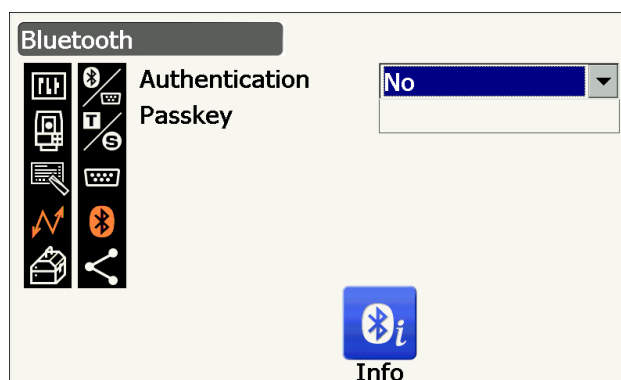 Bluetooth
Authentication No
Passkey
T
S
i
Info